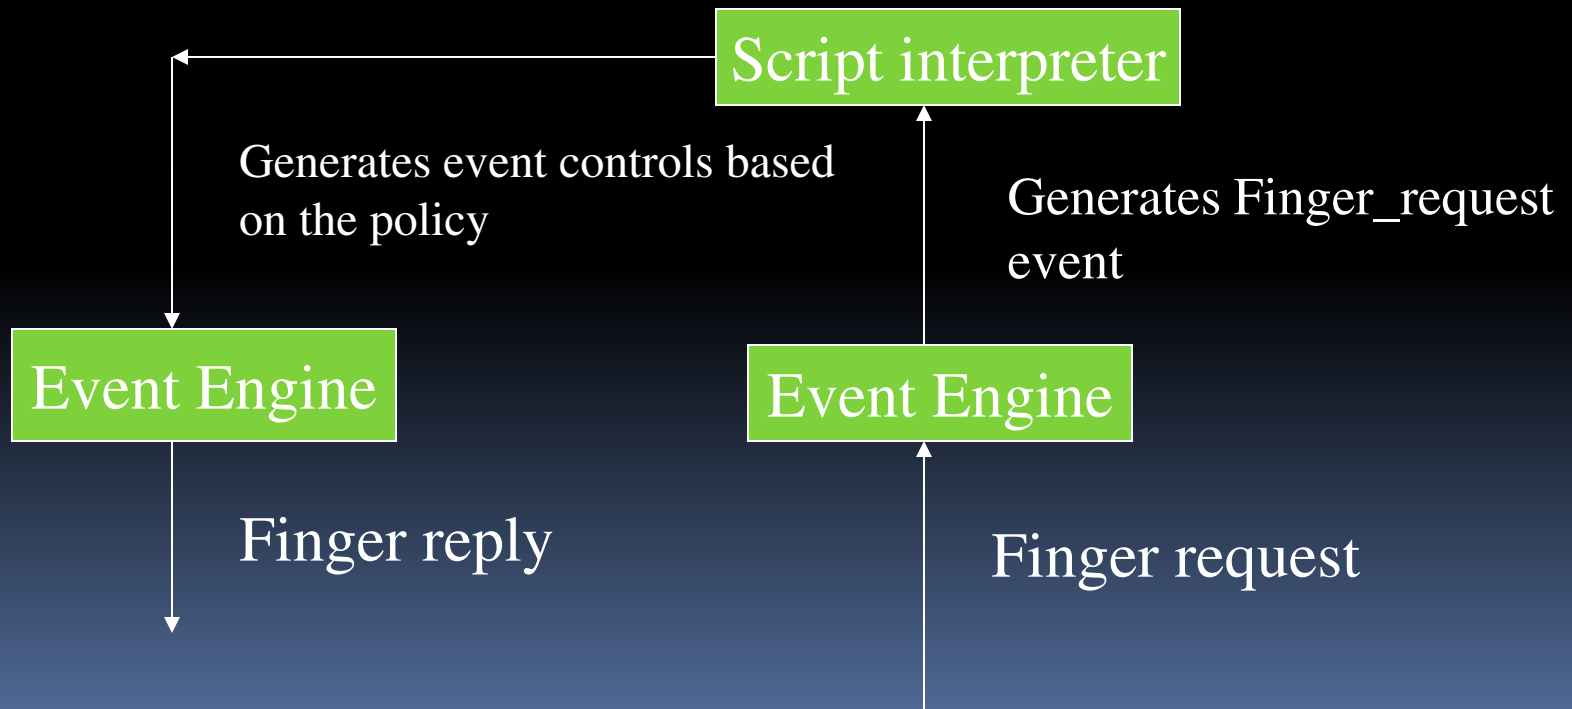 Script interpreter
Generates event controls based
on the policy
Generates Finger_request
event
Event Engine
Event Engine
Finger reply
Finger request